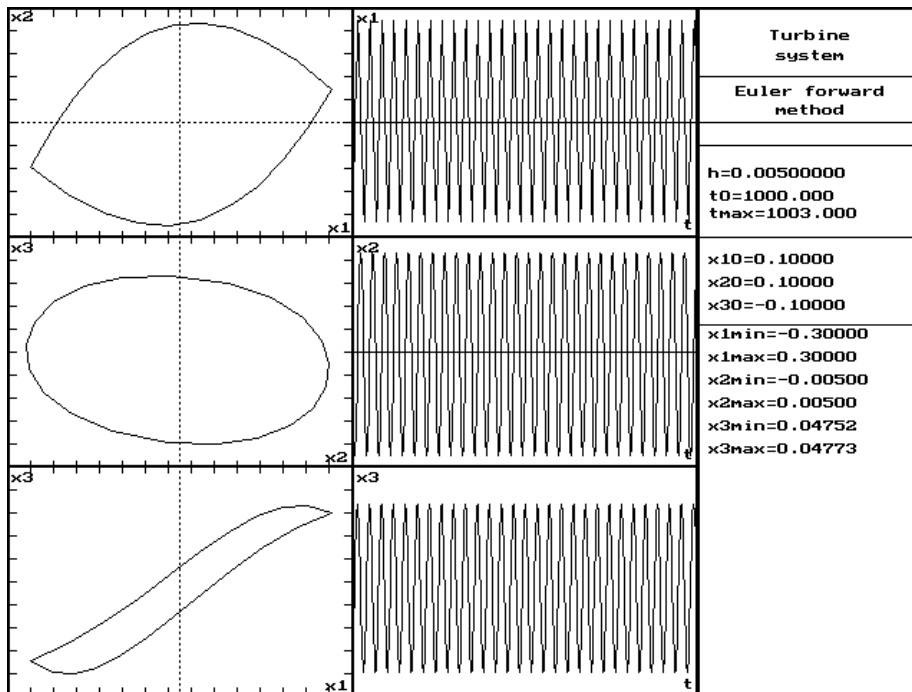 x2
x1
x1
t
Turbine
system
Euler forward
method
h=0.00500000
t0=1000.000
tmax=1003.000
x3
x2
x2
t
x10=0.10000
x20=0.10000
x30=-0.10000
x1min=-0.30000
x1max=0.30000
x2min=-0.00500
x2max=0.00500
x3min=0.04752
x3max=0.04773
x3
x1
x3
t